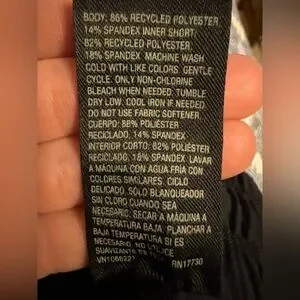 BODY: 86% RECYCLED POLYESTER,
14% SPANDEX INNER SHORT:
82% RECYCLED POLYESTER,
18% SPANDEX MACHINE WASH
COLD WITH LIKE COLORS. GENTLE
CYCLE. ONLY NON-CHLORINE
BLEACH WHEN NEEDED. TUMBLE
DRY LOW. COOL IRON IF NEEDED.
DO NOT USE FABRIC SOFTENER.
CUERPO: 86% POLIÉSTER
RECICLADO, 14% SPANDEX
INTERIOR CORTO: 82% POLIÉSTER
RECICLADO, 18% SPANDEX LAVAR
A MÁQUINA CON AGUA FRÍA CON
COLORES SIMILARES. CICLO
DELICADO. SÓLO BLANQUEADOR
SIN CLORO CUANDO SEA
NECESARIO. SECAR A MÁQUINA A
TEMPERATURA BAJA. PLANCHAR A
BAJA TEMPERATURA SI ES
NECESARIO. NO UTILICE
SUAVIZANTE DE
RN17730